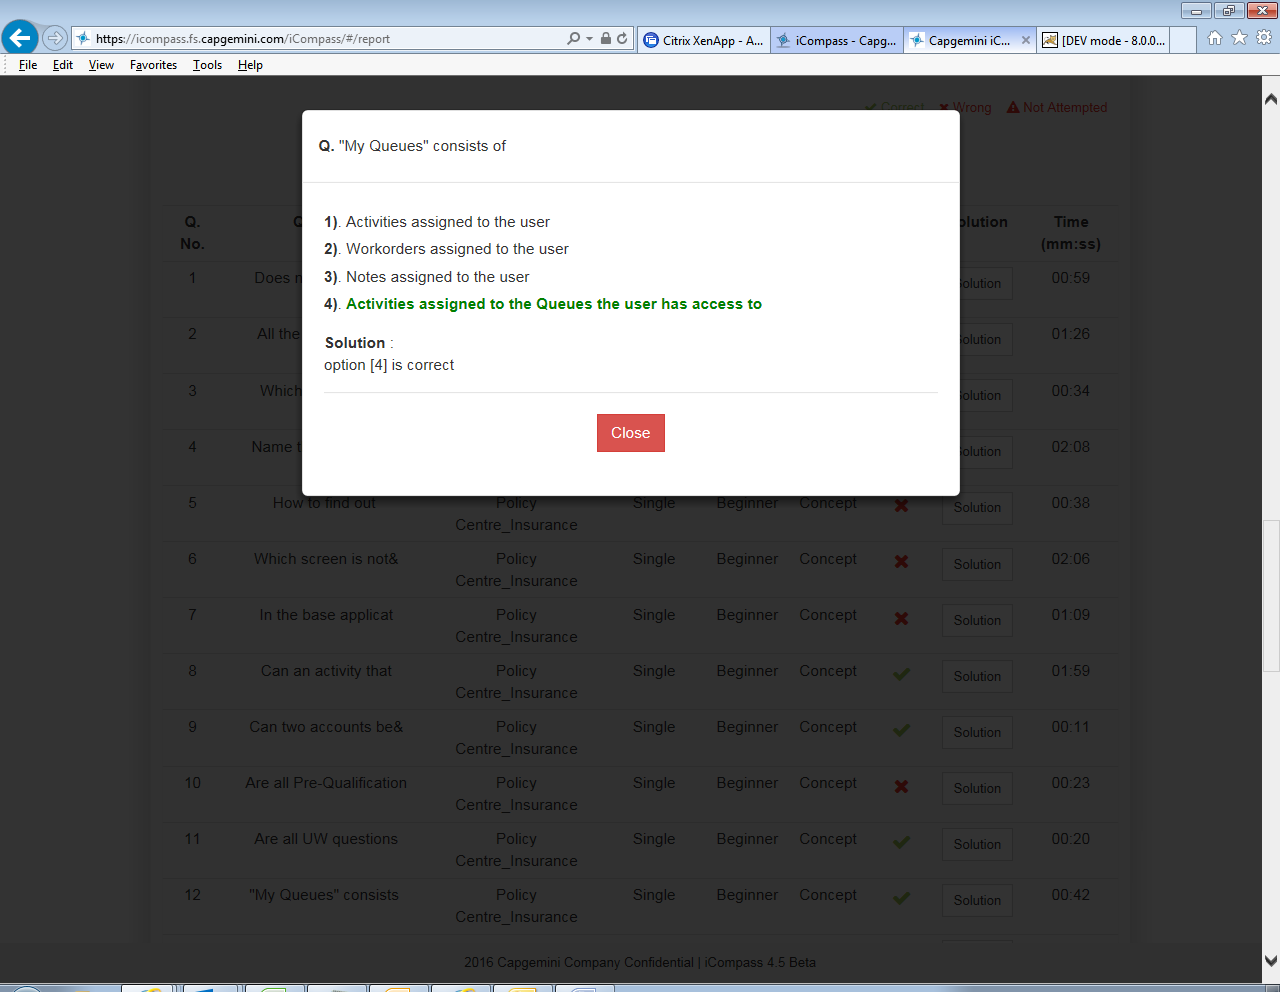 https://icompass.fs.capgemini.com/iCompass/#/report
Citrix XenApp - A...
iCompass - Capg...
Capgemini iC...
[DEV mode - 8.0.0...
File Edit View Favorites Tools Help
Correct Wrong Not Attempted
Q. "My Queues" consists of
1). Activities assigned to the user
2). Workorders assigned to the user
3). Notes assigned to the user
4). Activities assigned to the Queues the user has access to
Solution :
option [4] is correct
Close
Q. No. Q olution Time (mm:ss)
1 Does n olution 00:59
2 All the olution 01:26
3 Which olution 00:34
4 Name t olution 02:08
5 How to find out Policy Centre_Insurance Single Beginner Concept Solution 00:38
6 Which screen is not& Policy Centre_Insurance Single Beginner Concept Solution 02:06
7 In the base applicat Policy Centre_Insurance Single Beginner Concept Solution 01:09
8 Can an activity that Policy Centre_Insurance Single Beginner Concept Solution 01:59
9 Can two accounts be& Policy Centre_Insurance Single Beginner Concept Solution 00:11
10 Are all Pre-Qualification Policy Centre_Insurance Single Beginner Concept Solution 00:23
11 Are all UW questions Policy Centre_Insurance Single Beginner Concept Solution 00:20
12 "My Queues" consists Policy Centre_Insurance Single Beginner Concept Solution 00:42
2016 Capgemini Company Confidential | iCompass 4.5 Beta